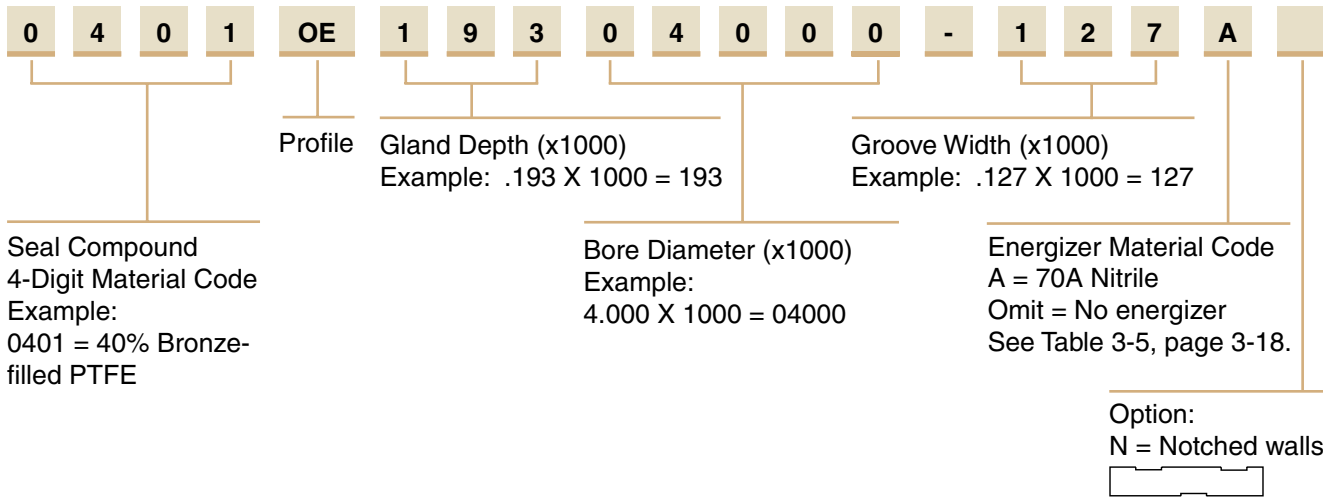 0 4 0 1 OE 1 9 3 0 4 0 0 0 - 1 2 7 A
Profile
Gland Depth (x1000)
Example: .193 X 1000 = 193
Groove Width (x1000)
Example: .127 X 1000 = 127
Seal Compound
4-Digit Material Code
Example:
0401 = 40% Bronze-
filled PTFE
Bore Diameter (x1000)
Example:
4.000 X 1000 = 04000
Energizer Material Code
A = 70A Nitrile
Omit = No energizer
See Table 3-5, page 3-18.
Option:
N = Notched walls